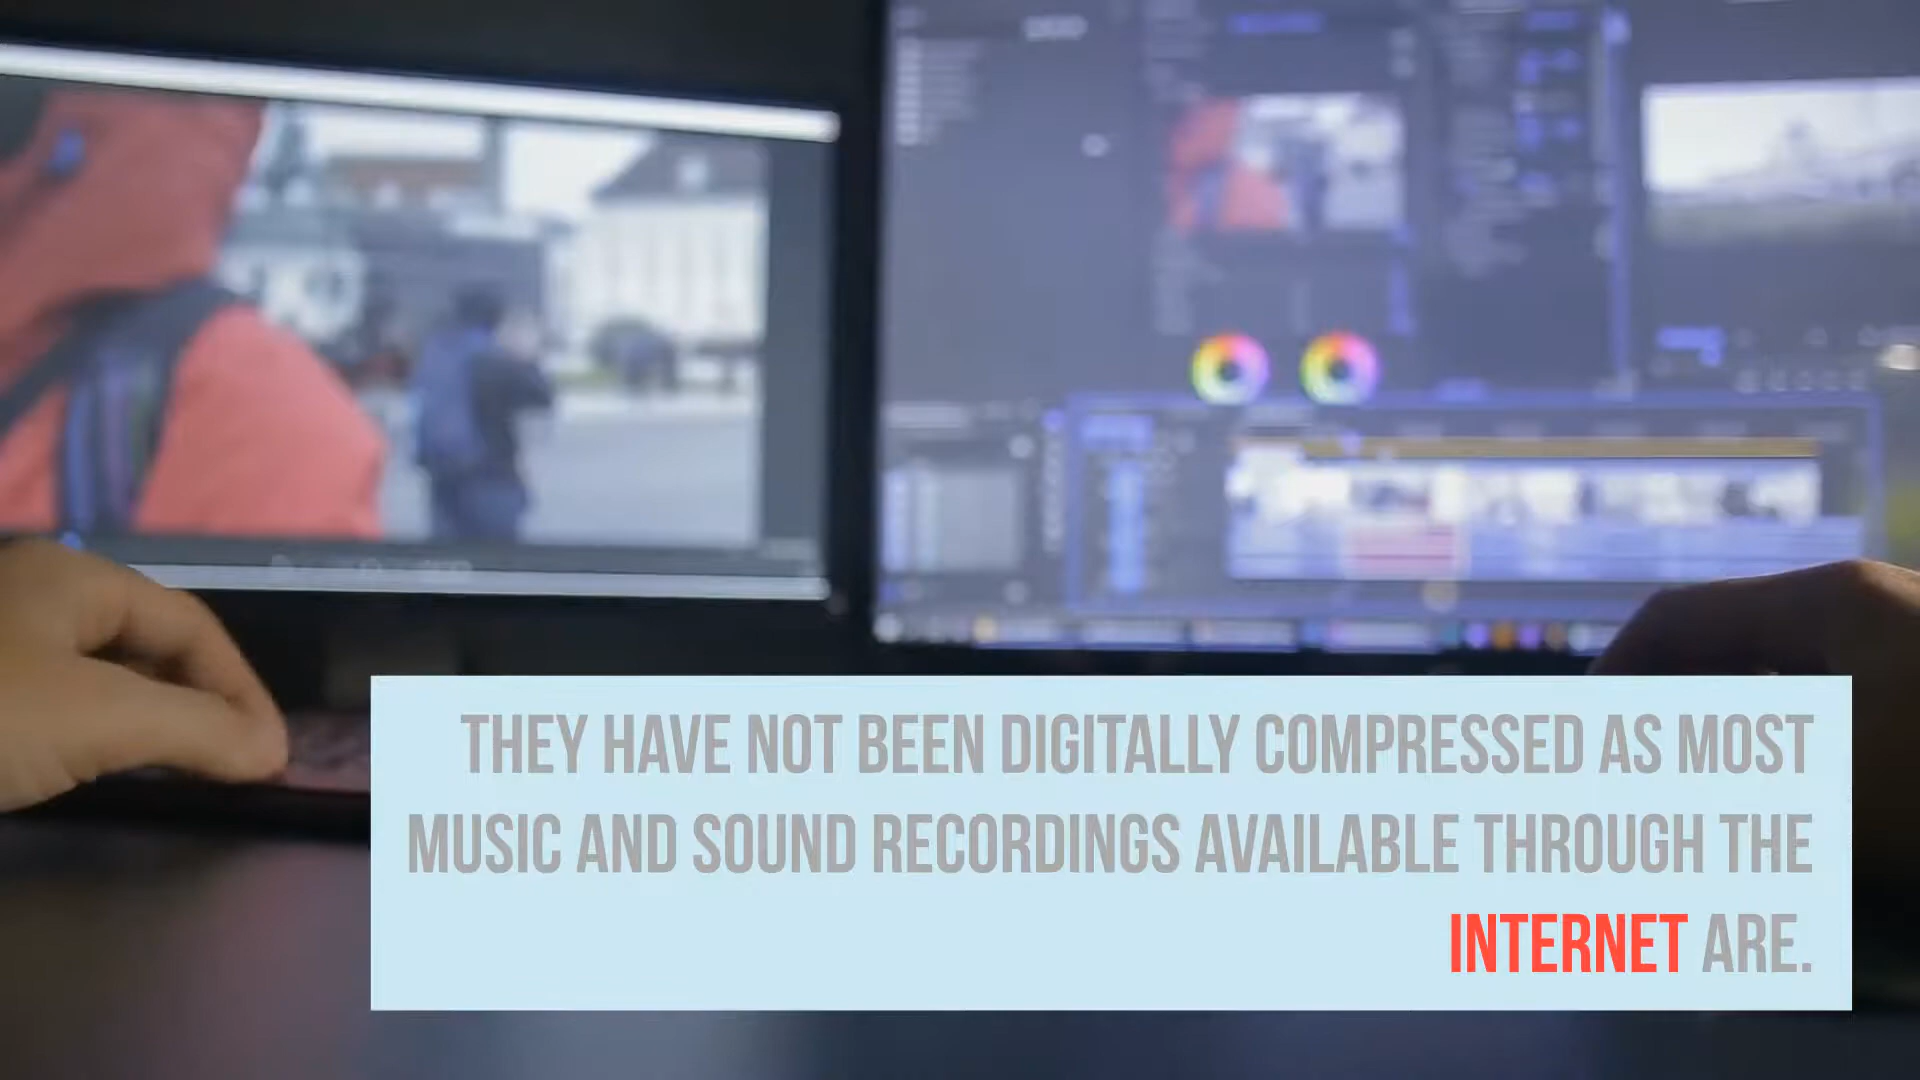 THEY HAVE NOT BEEN DIGITALLY COMPRESSED AS MOST
MUSIC AND SOUND RECORDINGS AVAILABLE THROUGH THE
INTERNET ARE.